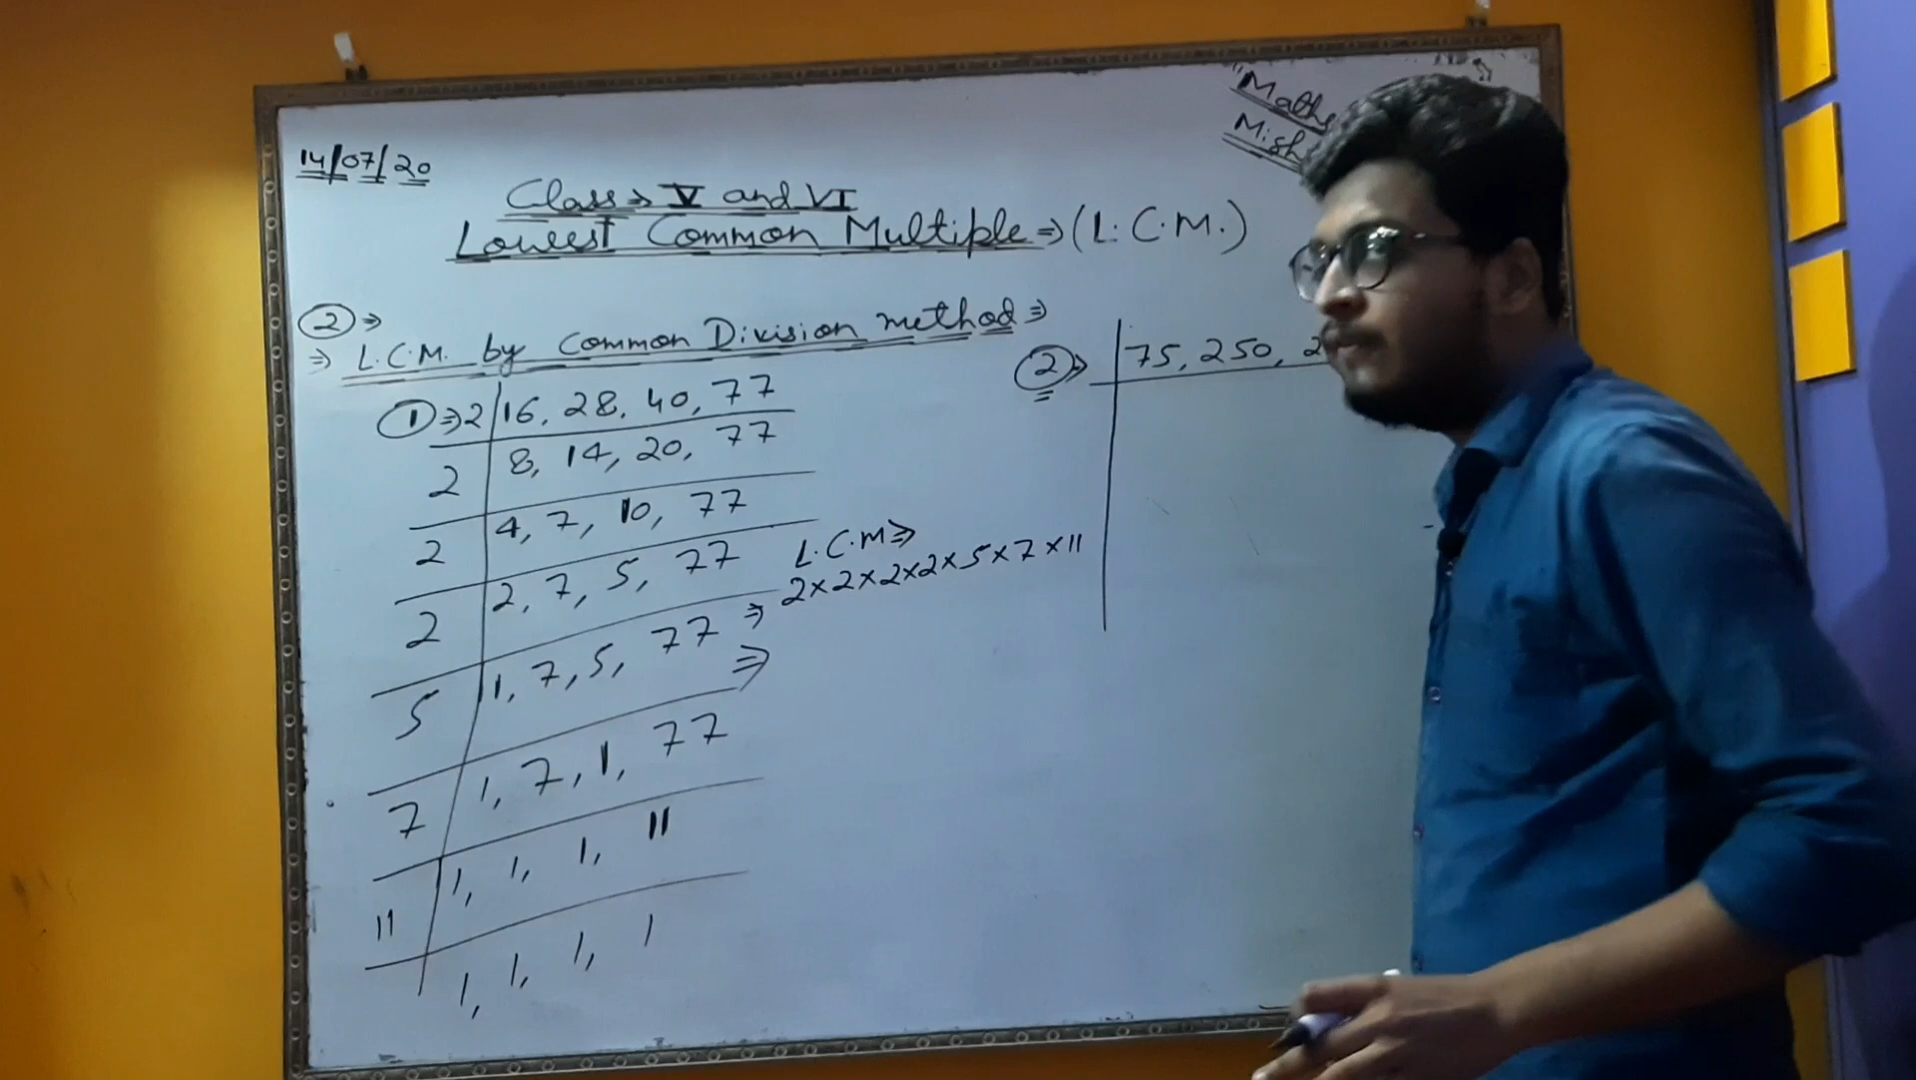 14/07/20
Class ⇒ V and VI
Lowest Common Multiple ⇒ (L.C.M.)
2 ⇒
⇒ L.C.M. by Common Division method ⇒
1 ⇒ 2 | 16, 28, 40, 77
2 | 8, 14, 20, 77
2 | 4, 7, 10, 77
2 | 2, 7, 5, 77
5 | 1, 7, 5, 77
7 | 1, 7, 1, 77
11 | 1, 1, 1, 11
1, 1, 1, 1
L.C.M ⇒
⇒ 2×2×2×2×5×7×11
⇒
2 ⇒ | 75, 250,